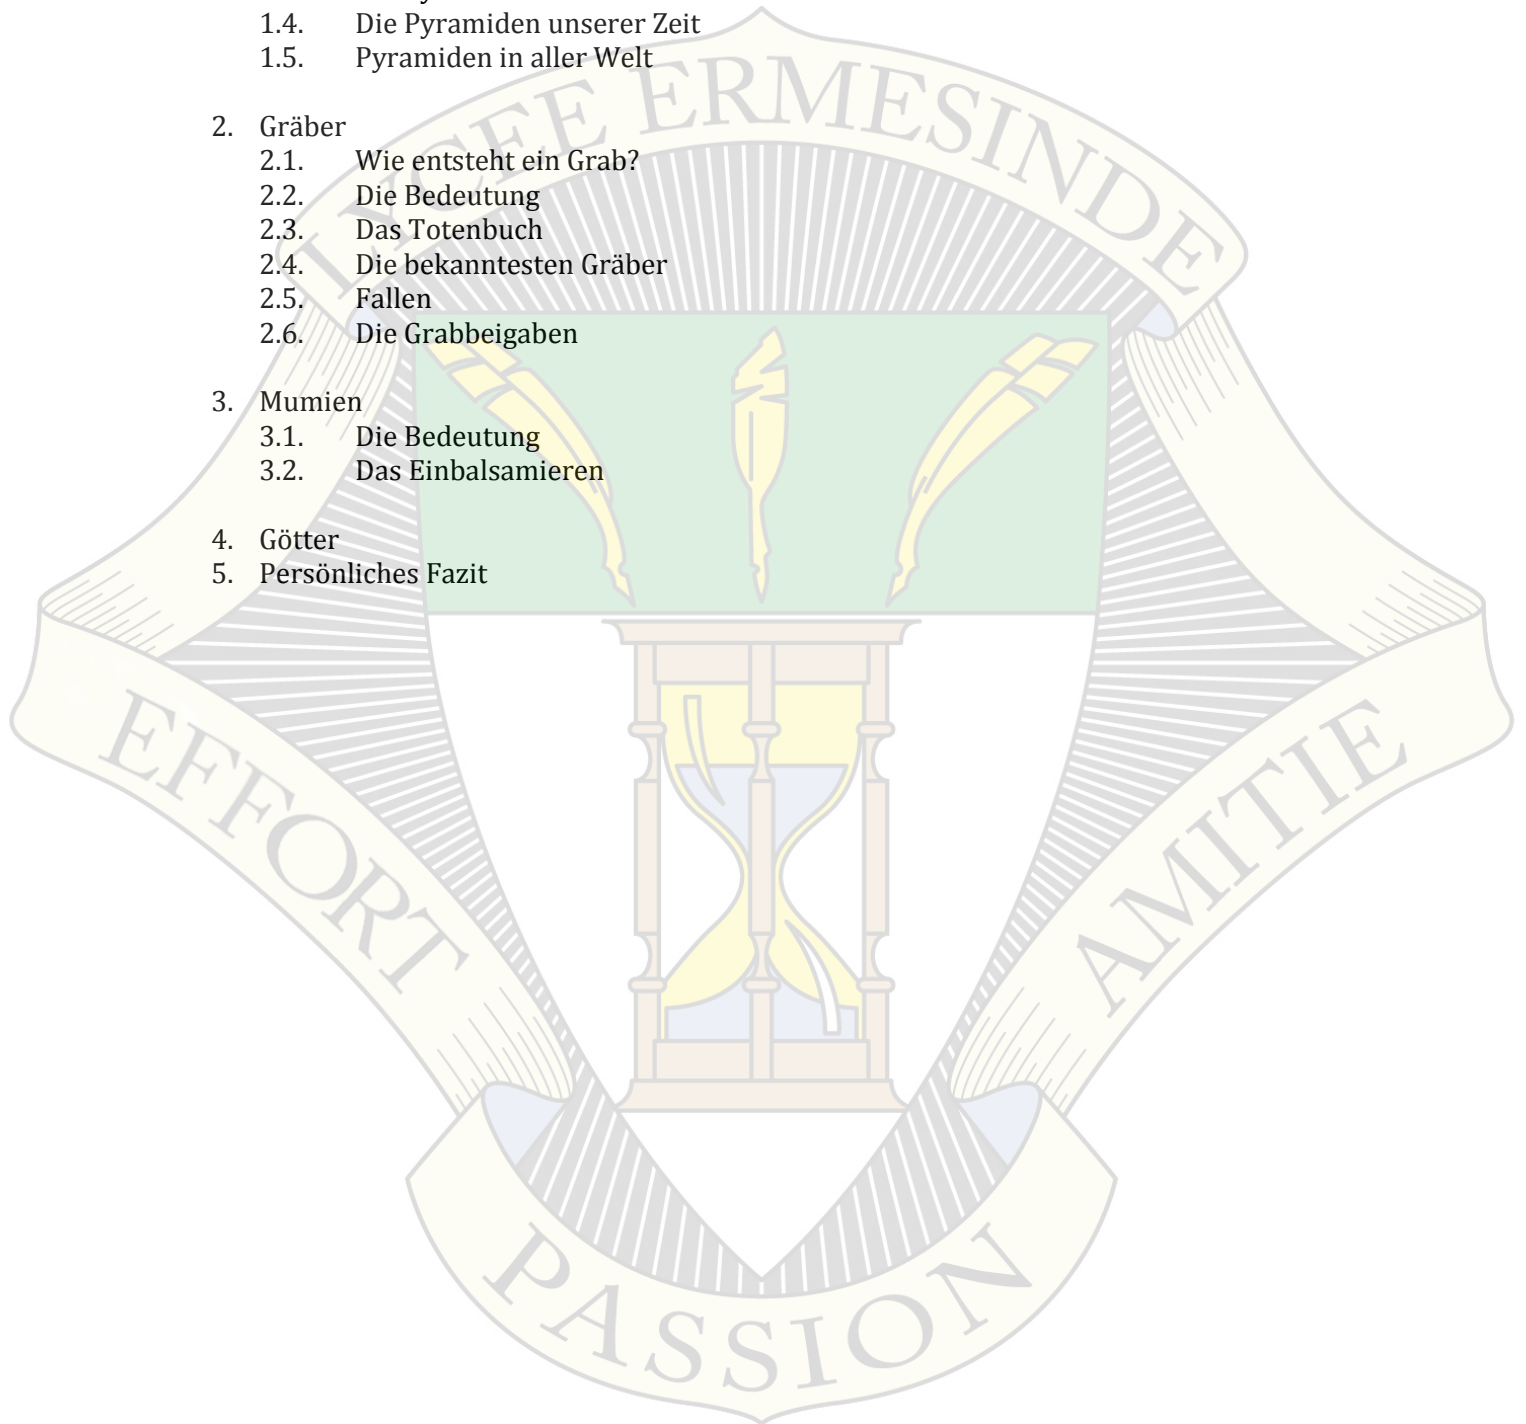 1.4. Die Pyramiden unserer Zeit
1.5. Pyramiden in aller Welt
2. Gräber
2.1. Wie entsteht ein Grab?
2.2. Die Bedeutung
2.3. Das Totenbuch
2.4. Die bekanntesten Gräber
2.5. Fallen
2.6. Die Grabbeigaben
3. Mumien
3.1. Die Bedeutung
3.2. Das Einbalsamieren
4. Götter
5. Persönliches Fazit
LYCEE ERMESINDE
EFFORT
AMITIE
PASSION